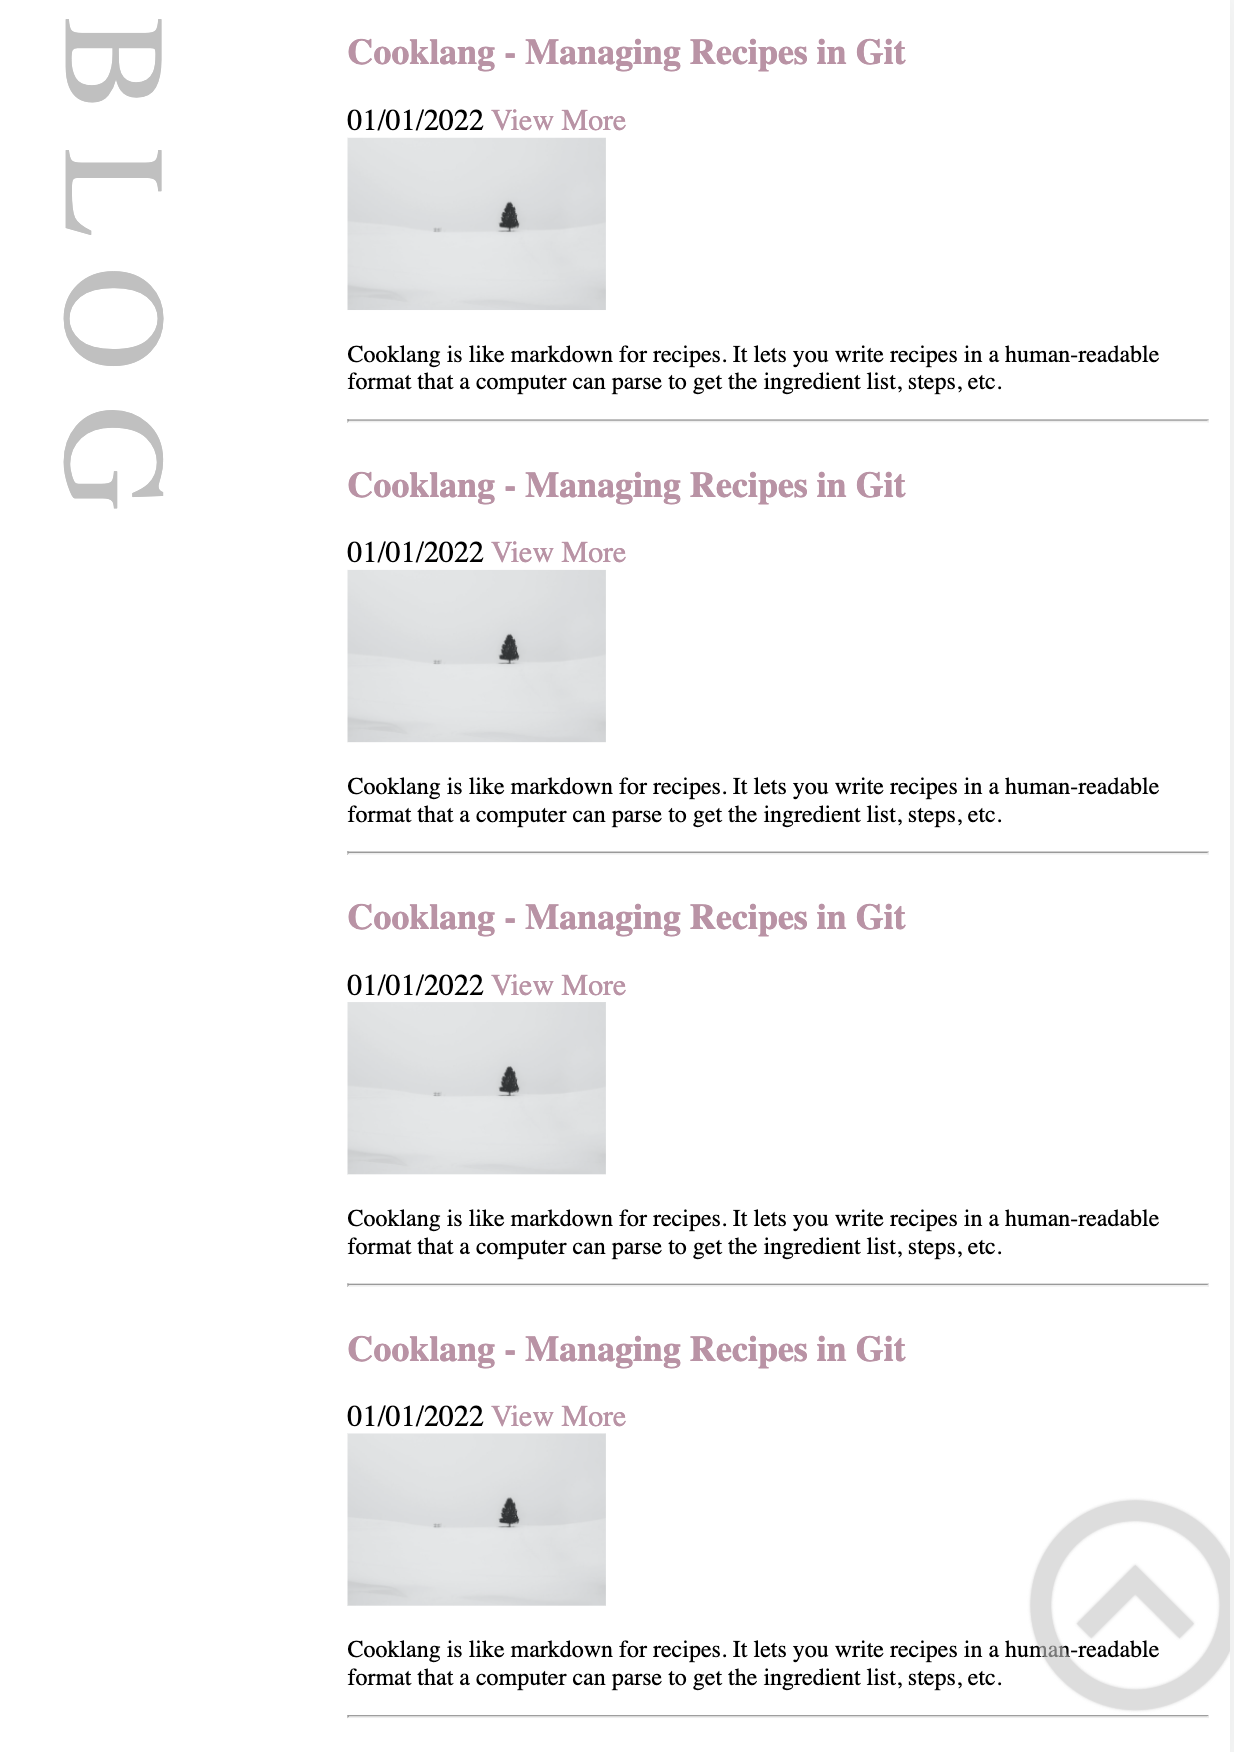 BLOG
Cooklang - Managing Recipes in Git
01/01/2022 View More
Cooklang is like markdown for recipes. It lets you write recipes in a human-readable
format that a computer can parse to get the ingredient list, steps, etc.
Cooklang - Managing Recipes in Git
01/01/2022 View More
Cooklang is like markdown for recipes. It lets you write recipes in a human-readable
format that a computer can parse to get the ingredient list, steps, etc.
Cooklang - Managing Recipes in Git
01/01/2022 View More
Cooklang is like markdown for recipes. It lets you write recipes in a human-readable
format that a computer can parse to get the ingredient list, steps, etc.
Cooklang - Managing Recipes in Git
01/01/2022 View More
Cooklang is like markdown for recipes. It lets you write recipes in a human-readable
format that a computer can parse to get the ingredient list, steps, etc.